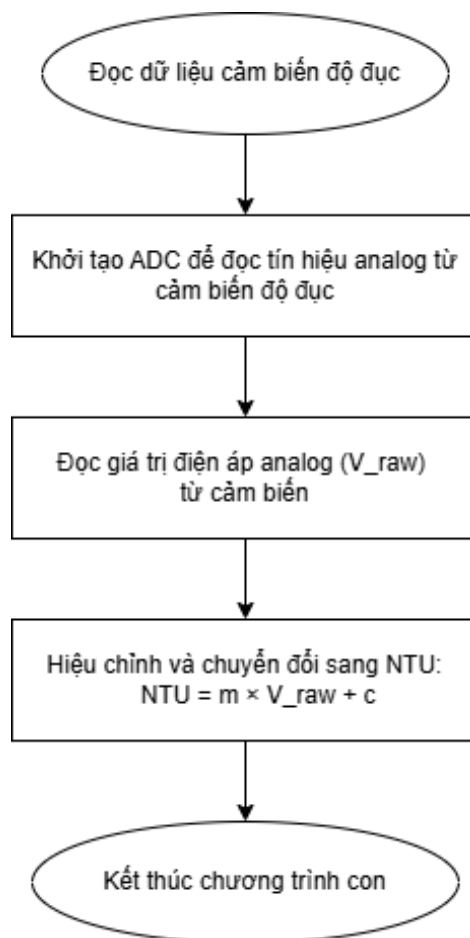 Đọc dữ liệu cảm biến độ đục
Khởi tạo ADC để đọc tín hiệu analog từ
cảm biến độ đục
Đọc giá trị điện áp analog (V_raw)
từ cảm biến
Hiệu chỉnh và chuyển đổi sang NTU:
NTU = m × V_raw + c
Kết thúc chương trình con